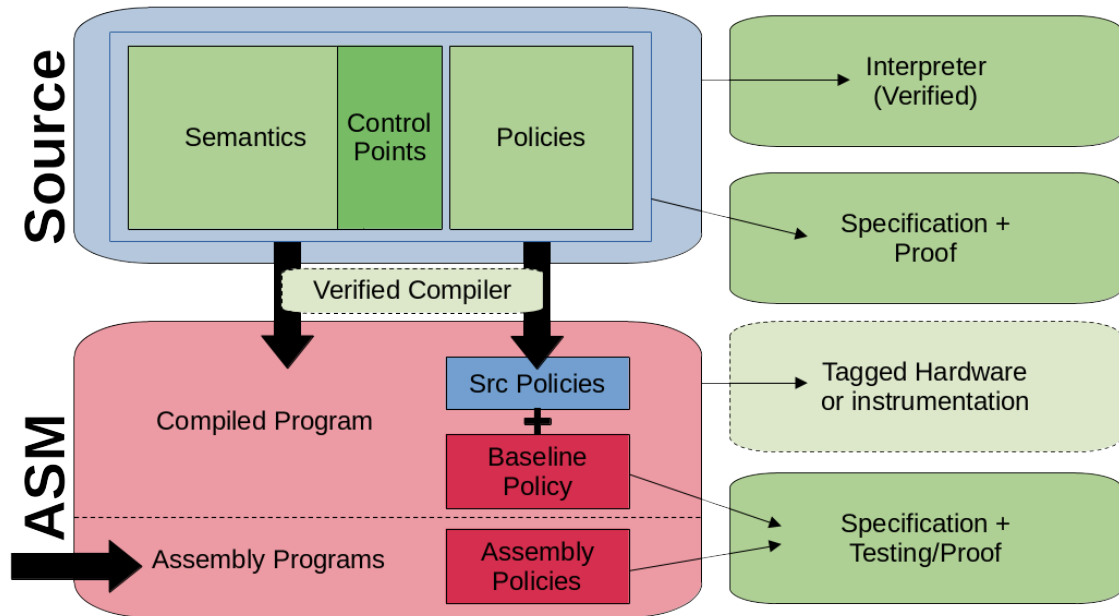 Source
Semantics
Control
Points
Policies
Interpreter
(Verified)
Specification +
Proof
Verified Compiler
ASM
Compiled Program
Src Policies
+
Baseline
Policy
Tagged Hardware
or instrumentation
Assembly Programs
Assembly
Policies
Specification +
Testing/Proof